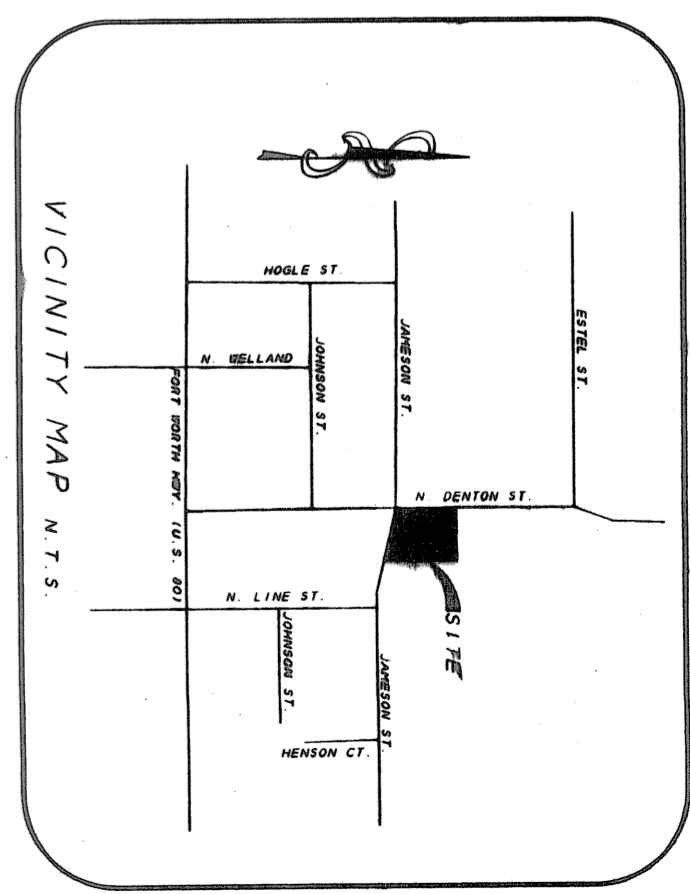 HOGLE ST.
JOHNSON ST.
JAMESON ST.
ESTEL ST.
N. WELLAND
FORT WORTH HWY. (U.S. 80)
N. DENTON ST.
SITE
N. LINE ST.
JOHNSON ST.
JAMESON ST.
HENSON CT.
VICINITY MAP N.T.S.